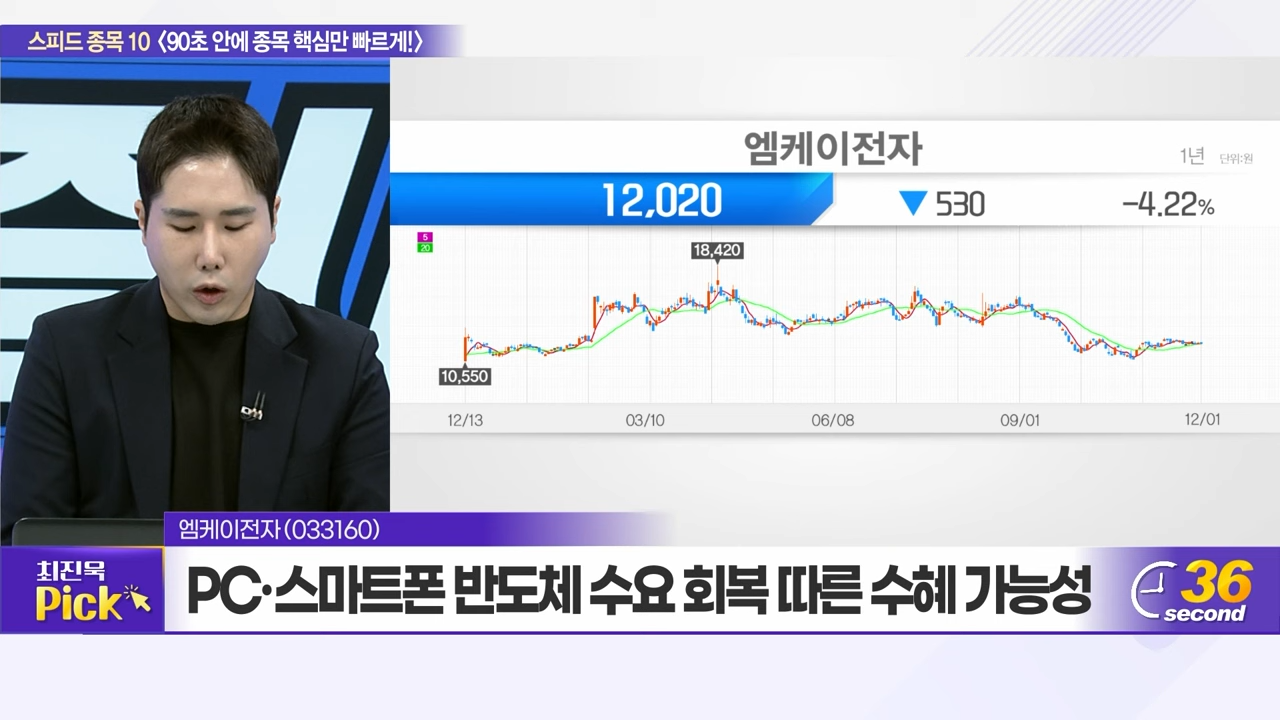 스피드 종목 10 〈90초 안에 종목 핵심만 빠르게!〉
엠케이전자
1년 단위:원
12,020 ▼ 530 -4.22%
5
20
18,420
10,550
12/13 03/10 06/08 09/01 12/01
엠케이전자(033160)
최진욱
Pick
PC·스마트폰 반도체 수요 회복 따른 수혜 가능성
36
second